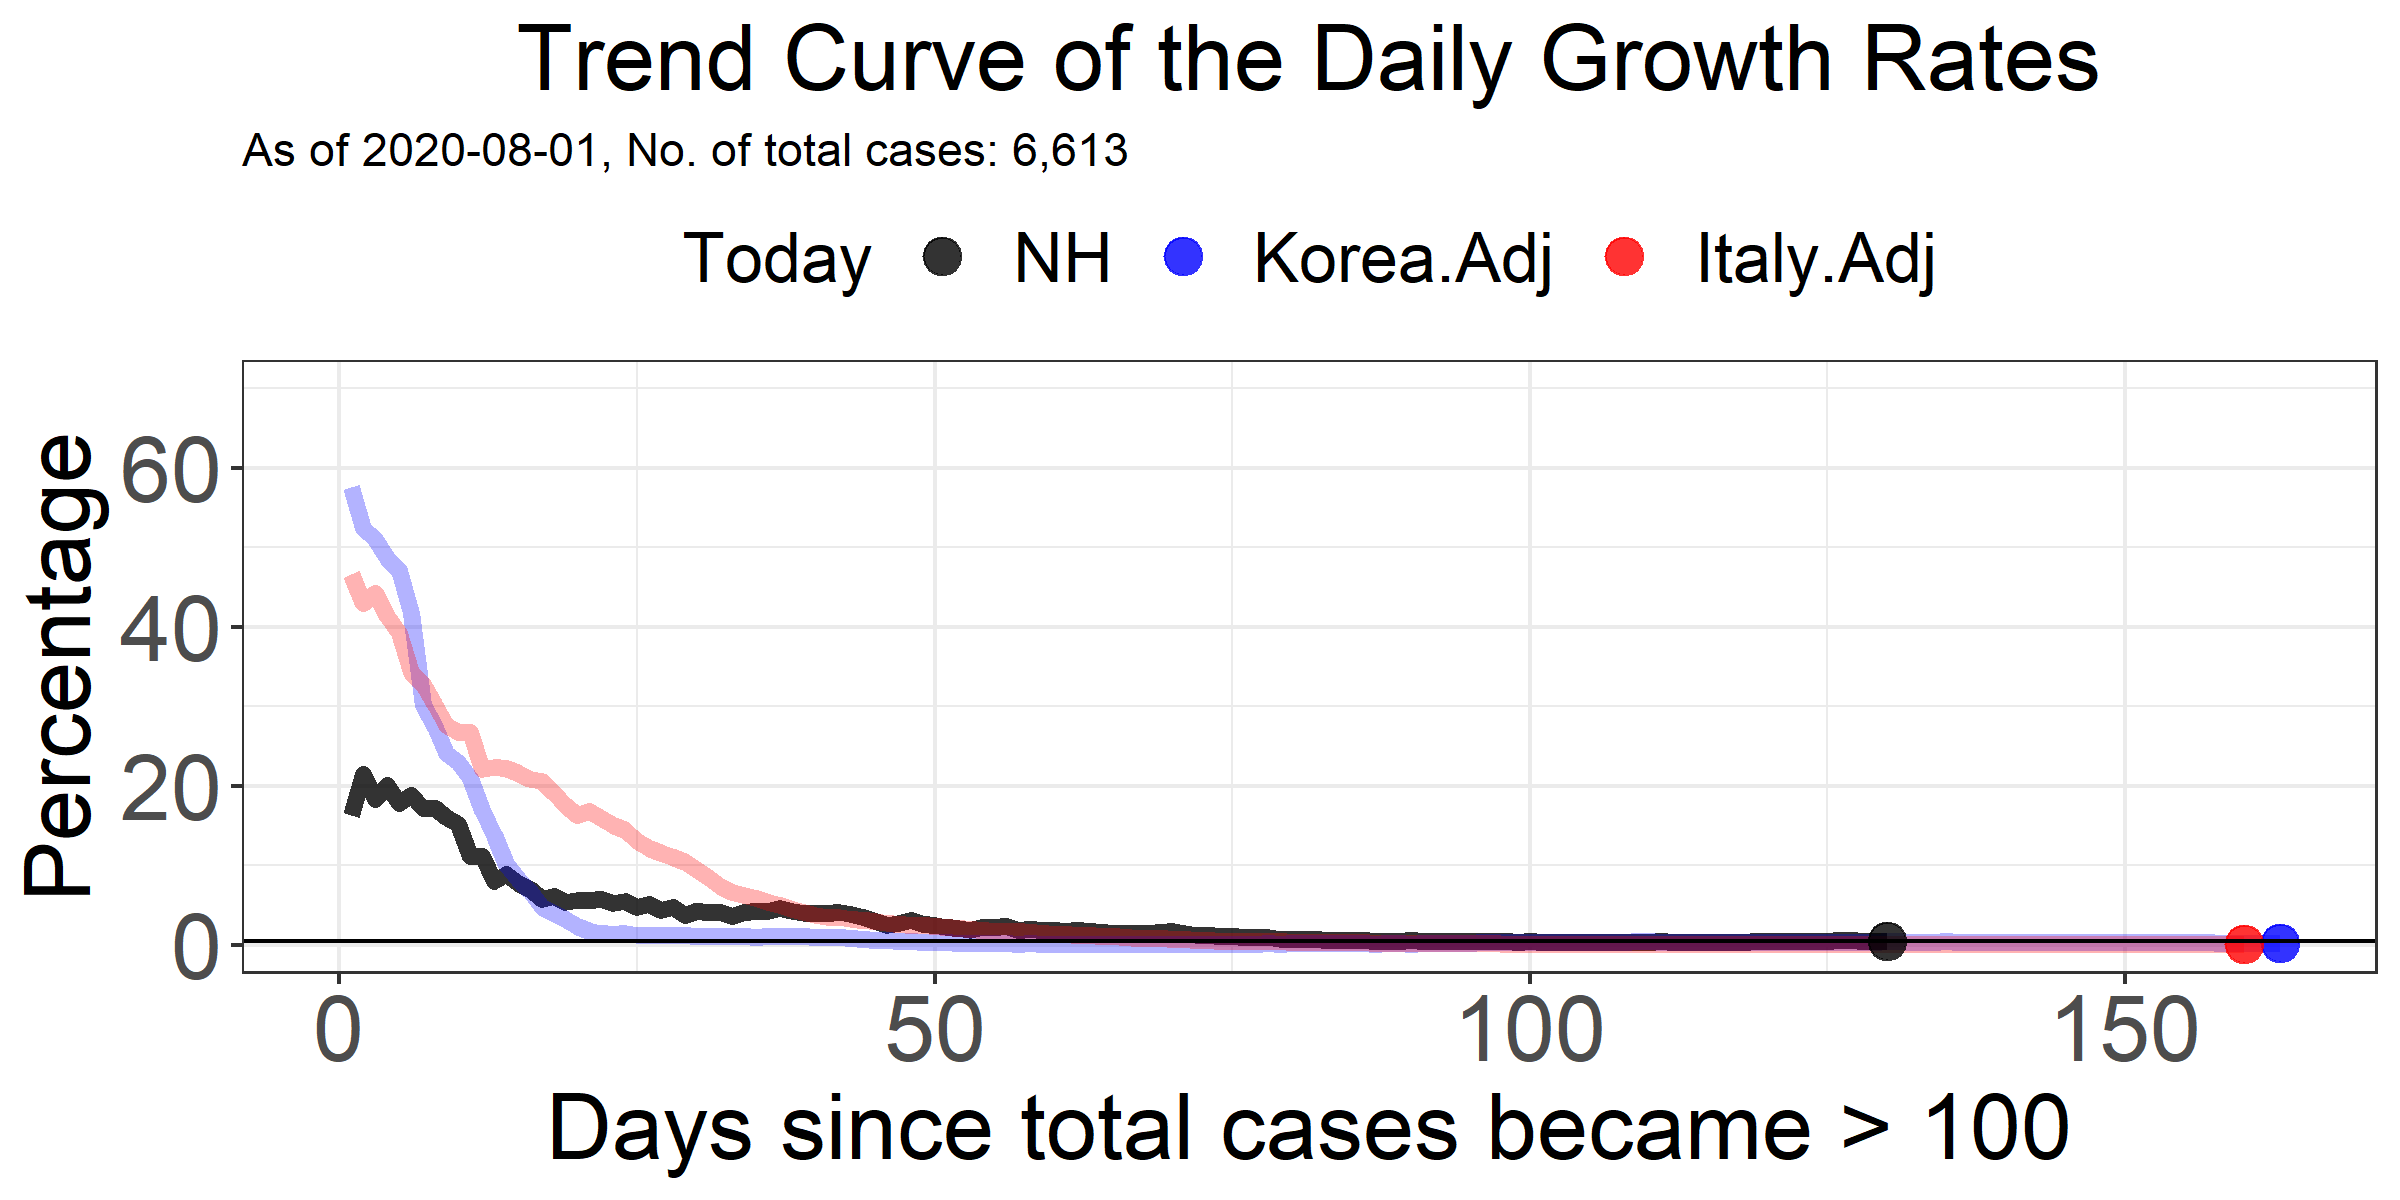 Trend Curve of the Daily Growth Rates
As of 2020-08-01, No. of total cases: 6,613
Today NH Korea.Adj Italy.Adj
Percentage
60
40
20
0
0 50 100 150
Days since total cases became > 100